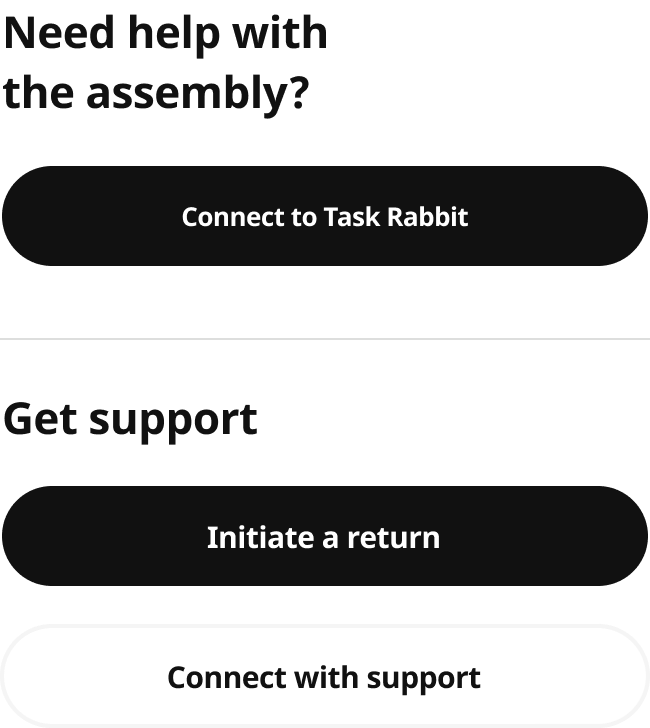 Need help with
the assembly?
Connect to Task Rabbit
Get support
Initiate a return
Connect with support